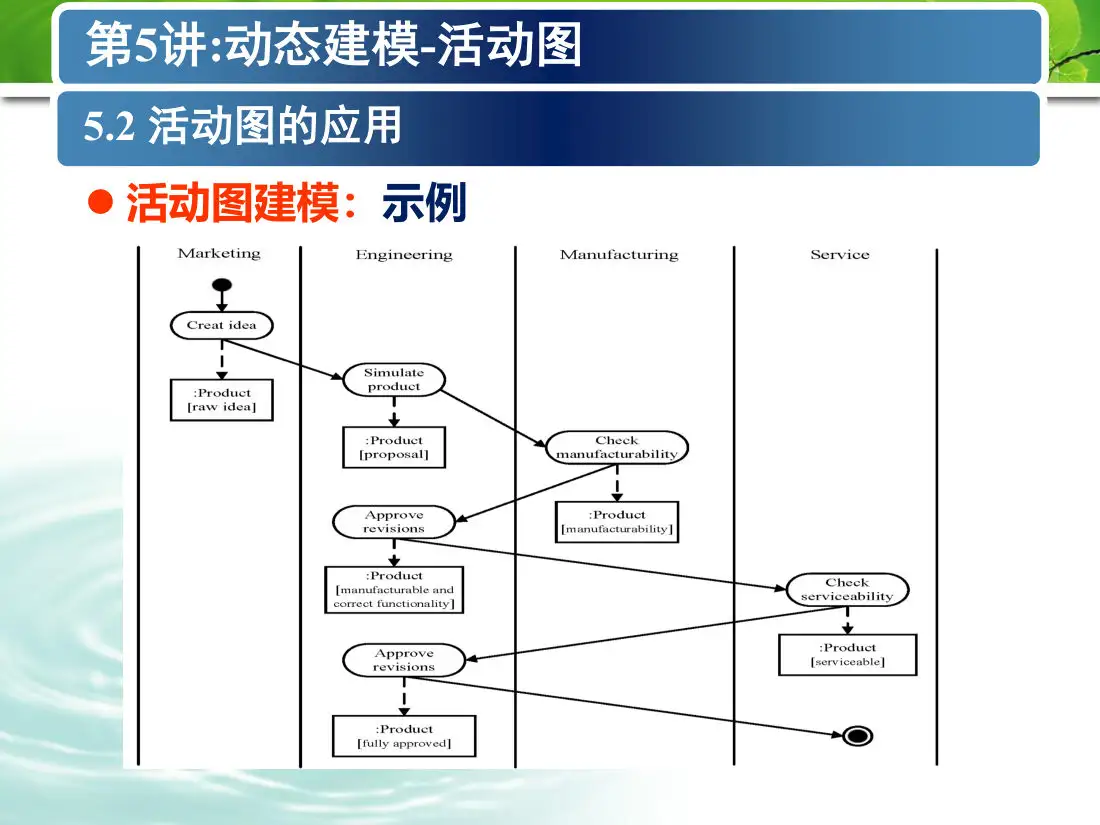 第5讲:动态建模-活动图
5.2 活动图的应用
活动图建模：示例
Marketing
Engineering
Manufacturing
Service
Creat idea
:Product
[raw idea]
Simulate
product
:Product
[proposal]
Check
manufacturability
:Product
[manufacturability]
Approve
revisions
:Product
[manufacturable and
correct functionality]
Check
serviceability
:Product
[serviceable]
Approve
revisions
:Product
[fully approved]